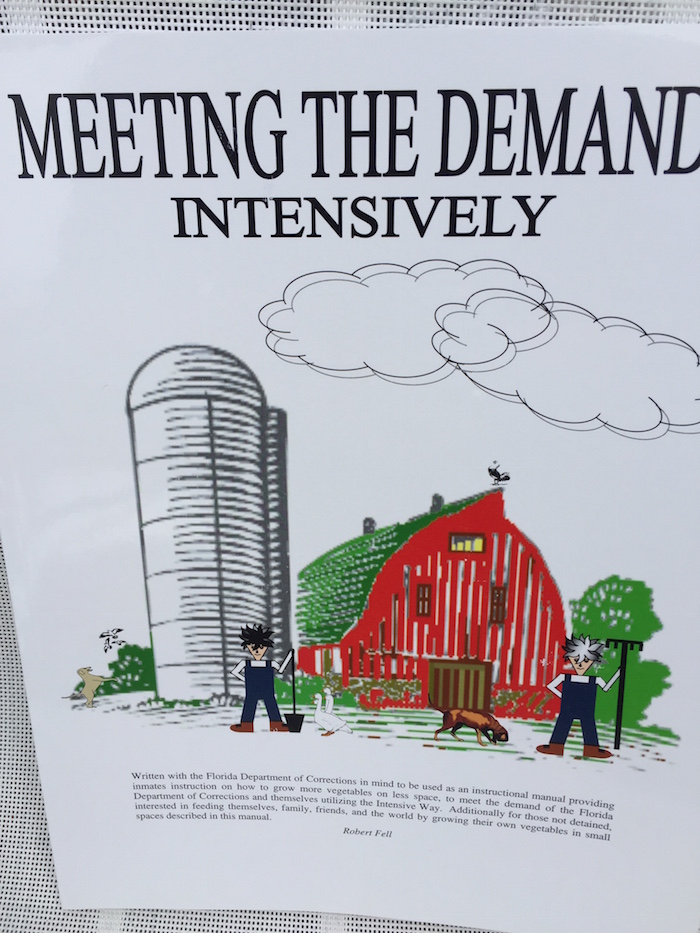 MEETING THE DEMAND
INTENSIVELY
Written with the Florida Department of Corrections in mind to be used as an instructional manual providing
inmates instruction on how to grow more vegetables on less space, to meet the demand of the Florida
Department of Corrections and themselves utilizing the Intensive Way. Additionally for those not detained,
interested in feeding themselves, family, friends, and the world by growing their own vegetables in small
spaces described in this manual.
Robert Fell